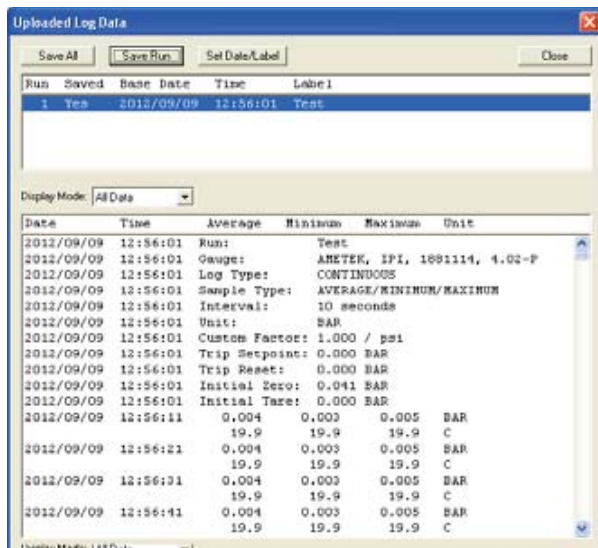 Uploaded Log Data
Save All Save Run Set Date/Label Close
Run Saved Base Date Time Label
1 Yes 2012/09/09 12:56:01 Test
Display Mode: All Data
Date Time Average Minimum Maximum Unit
2012/09/09 12:56:01 Run: Test
2012/09/09 12:56:01 Gauge: AMETEK, IPI, 1881114, 4.02-P
2012/09/09 12:56:01 Log Type: CONTINUOUS
2012/09/09 12:56:01 Sample Type: AVERAGE/MINIMUM/MAXIMUM
2012/09/09 12:56:01 Interval: 10 seconds
2012/09/09 12:56:01 Unit: BAR
2012/09/09 12:56:01 Custom Factor: 1.000 / psi
2012/09/09 12:56:01 Trip Setpoint: 0.000 BAR
2012/09/09 12:56:01 Trip Reset: 0.000 BAR
2012/09/09 12:56:01 Initial Zero: 0.041 BAR
2012/09/09 12:56:01 Initial Tare: 0.000 BAR
2012/09/09 12:56:11 0.004 0.003 0.005 BAR
19.9 19.9 19.9 C
2012/09/09 12:56:21 0.004 0.003 0.005 BAR
19.9 19.9 19.9 C
2012/09/09 12:56:31 0.004 0.003 0.005 BAR
19.9 19.9 19.9 C
2012/09/09 12:56:41 0.004 0.003 0.005 BAR
19.9 19.9 19.9 C
Display Mode: All Data